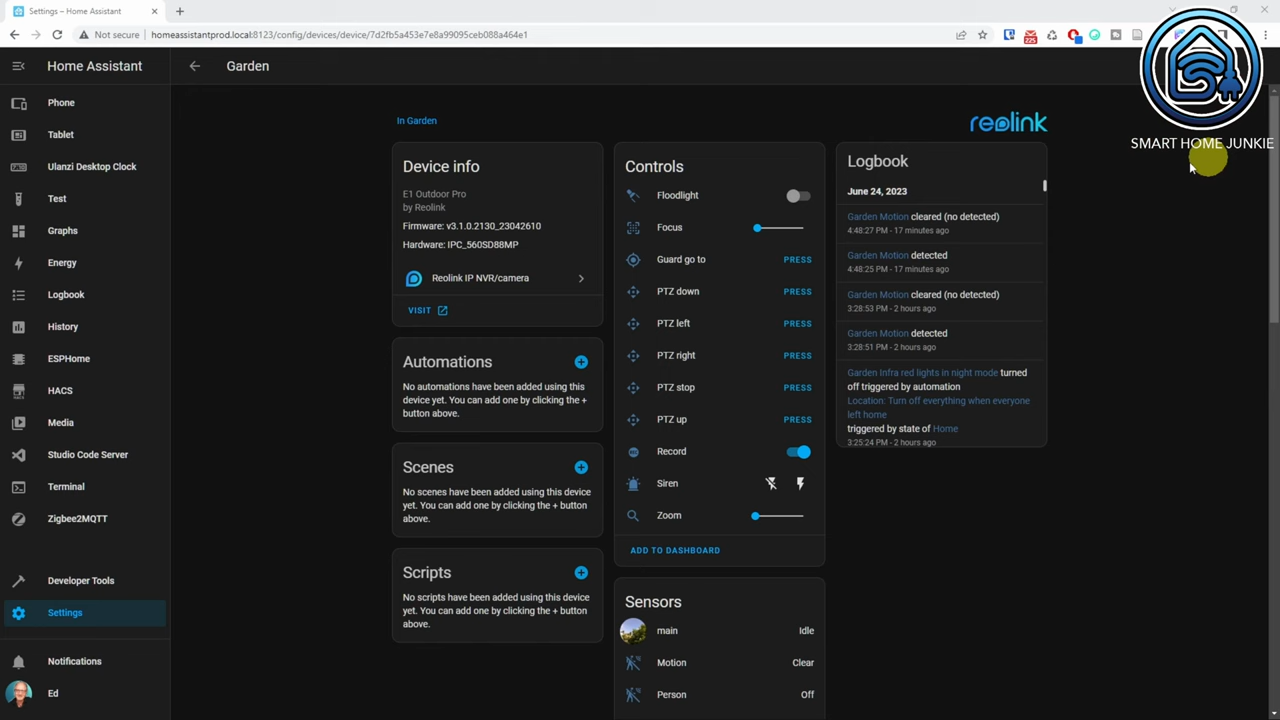 Settings – Home Assistant
Not secure
homeassistantprod.local:8123/config/devices/device/7d2fb5a453e7e8a99095ceb088a464e1
225
SMART HOME JUNKIE
Home Assistant
Phone
Tablet
Ulanzi Desktop Clock
Test
Graphs
Energy
Logbook
History
ESPHome
HACS
Media
Studio Code Server
Terminal
Zigbee2MQTT
Developer Tools
Settings
Notifications
Ed
Garden
In Garden
reolink
Device info
E1 Outdoor Pro
by Reolink
Firmware: v3.1.0.2130_23042610
Hardware: IPC_560SD88MP
Reolink IP NVR/camera
VISIT
Automations
No automations have been added using this
device yet. You can add one by clicking the +
button above.
Scenes
No scenes have been added using this device
yet. You can add one by clicking the + button
above.
Scripts
No scripts have been added using this device
yet. You can add one by clicking the + button
above.
Controls
Floodlight
Focus
Guard go to PRESS
PTZ down PRESS
PTZ left PRESS
PTZ right PRESS
PTZ stop PRESS
PTZ up PRESS
Record
Siren
Zoom
ADD TO DASHBOARD
Sensors
main Idle
Motion Clear
Person Off
Logbook
June 24, 2023
Garden Motion cleared (no detected)
4:48:27 PM - 17 minutes ago
Garden Motion detected
4:48:25 PM - 17 minutes ago
Garden Motion cleared (no detected)
3:28:53 PM - 2 hours ago
Garden Motion detected
3:28:51 PM - 2 hours ago
Garden Infra red lights in night mode turned
off triggered by automation
Location: Turn off everything when everyone
left home
triggered by state of Home
3:25:24 PM - 2 hours ago